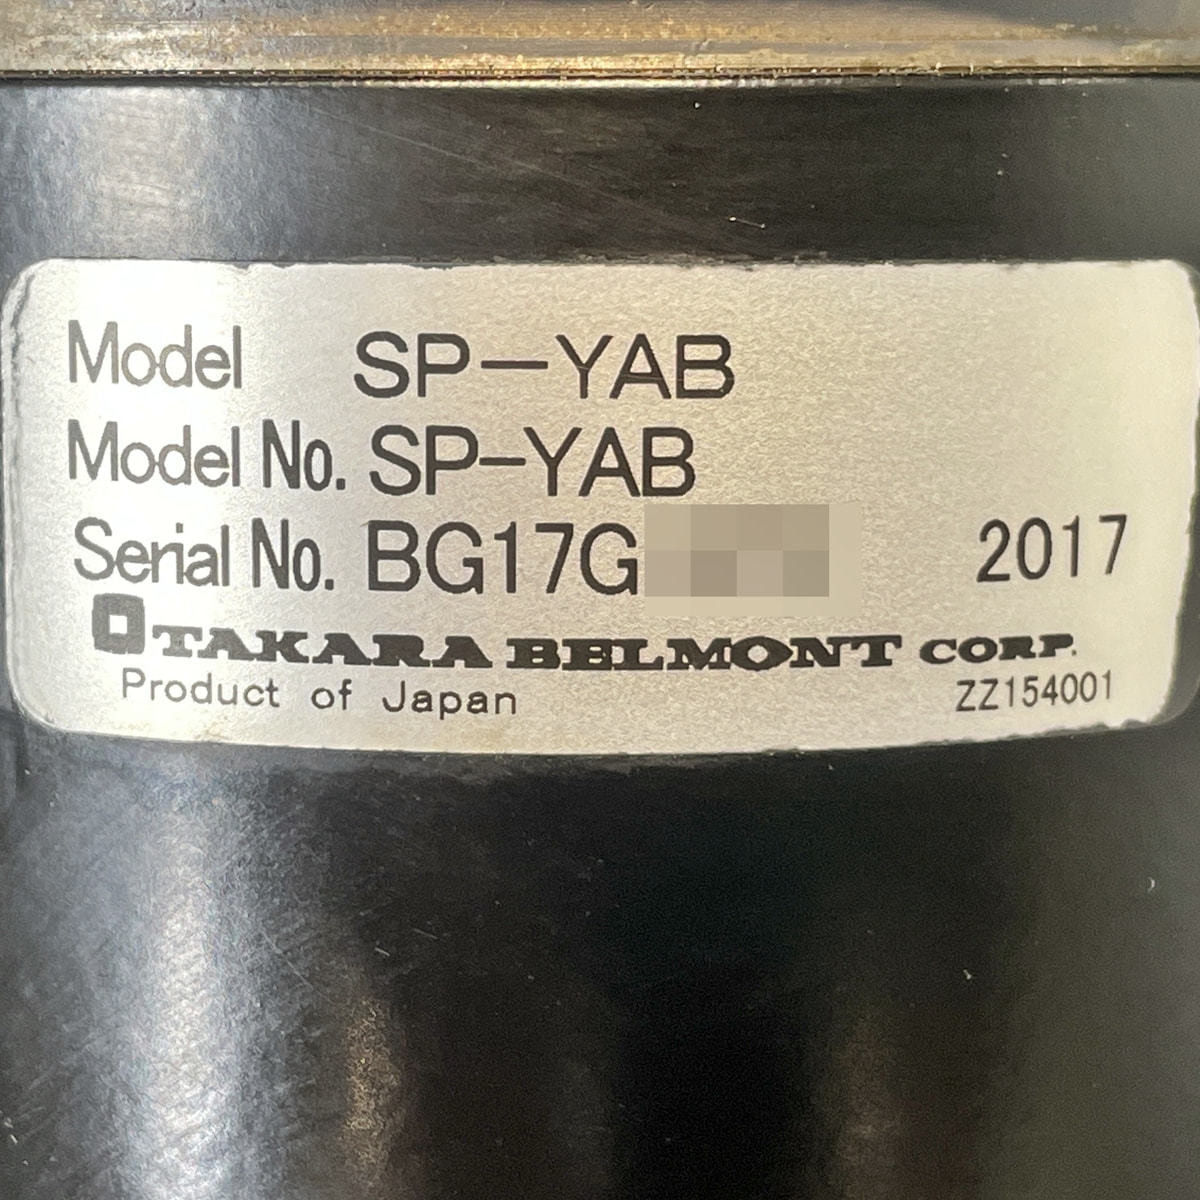 Model SP-YAB
Model No. SP-YAB
Serial No. BG17G 2017
TAKARA BELMONT CORP.
Product of Japan ZZ154001